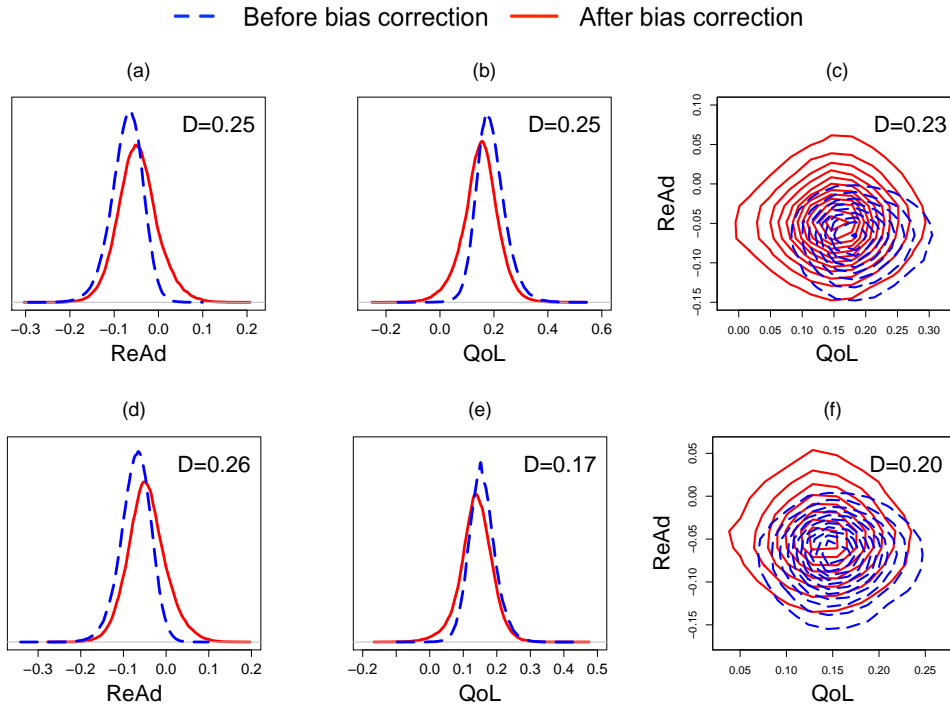 Before bias correction After bias correction
(a) (b) (c)
D=0.25 D=0.25 D=0.23
ReAd
0.10
0.05
0.00
−0.05
−0.10
−0.15
−0.3 −0.2 −0.1 0.0 0.1 0.2
−0.2 0.0 0.2 0.4 0.6
0.00 0.05 0.10 0.15 0.20 0.25 0.30
ReAd QoL QoL
(d) (e) (f)
D=0.26 D=0.17 D=0.20
ReAd
0.05
0.00
−0.05
−0.10
−0.15
−0.3 −0.2 −0.1 0.0 0.1 0.2
−0.2 0.0 0.1 0.2 0.3 0.4 0.5
0.05 0.10 0.15 0.20 0.25
ReAd QoL QoL